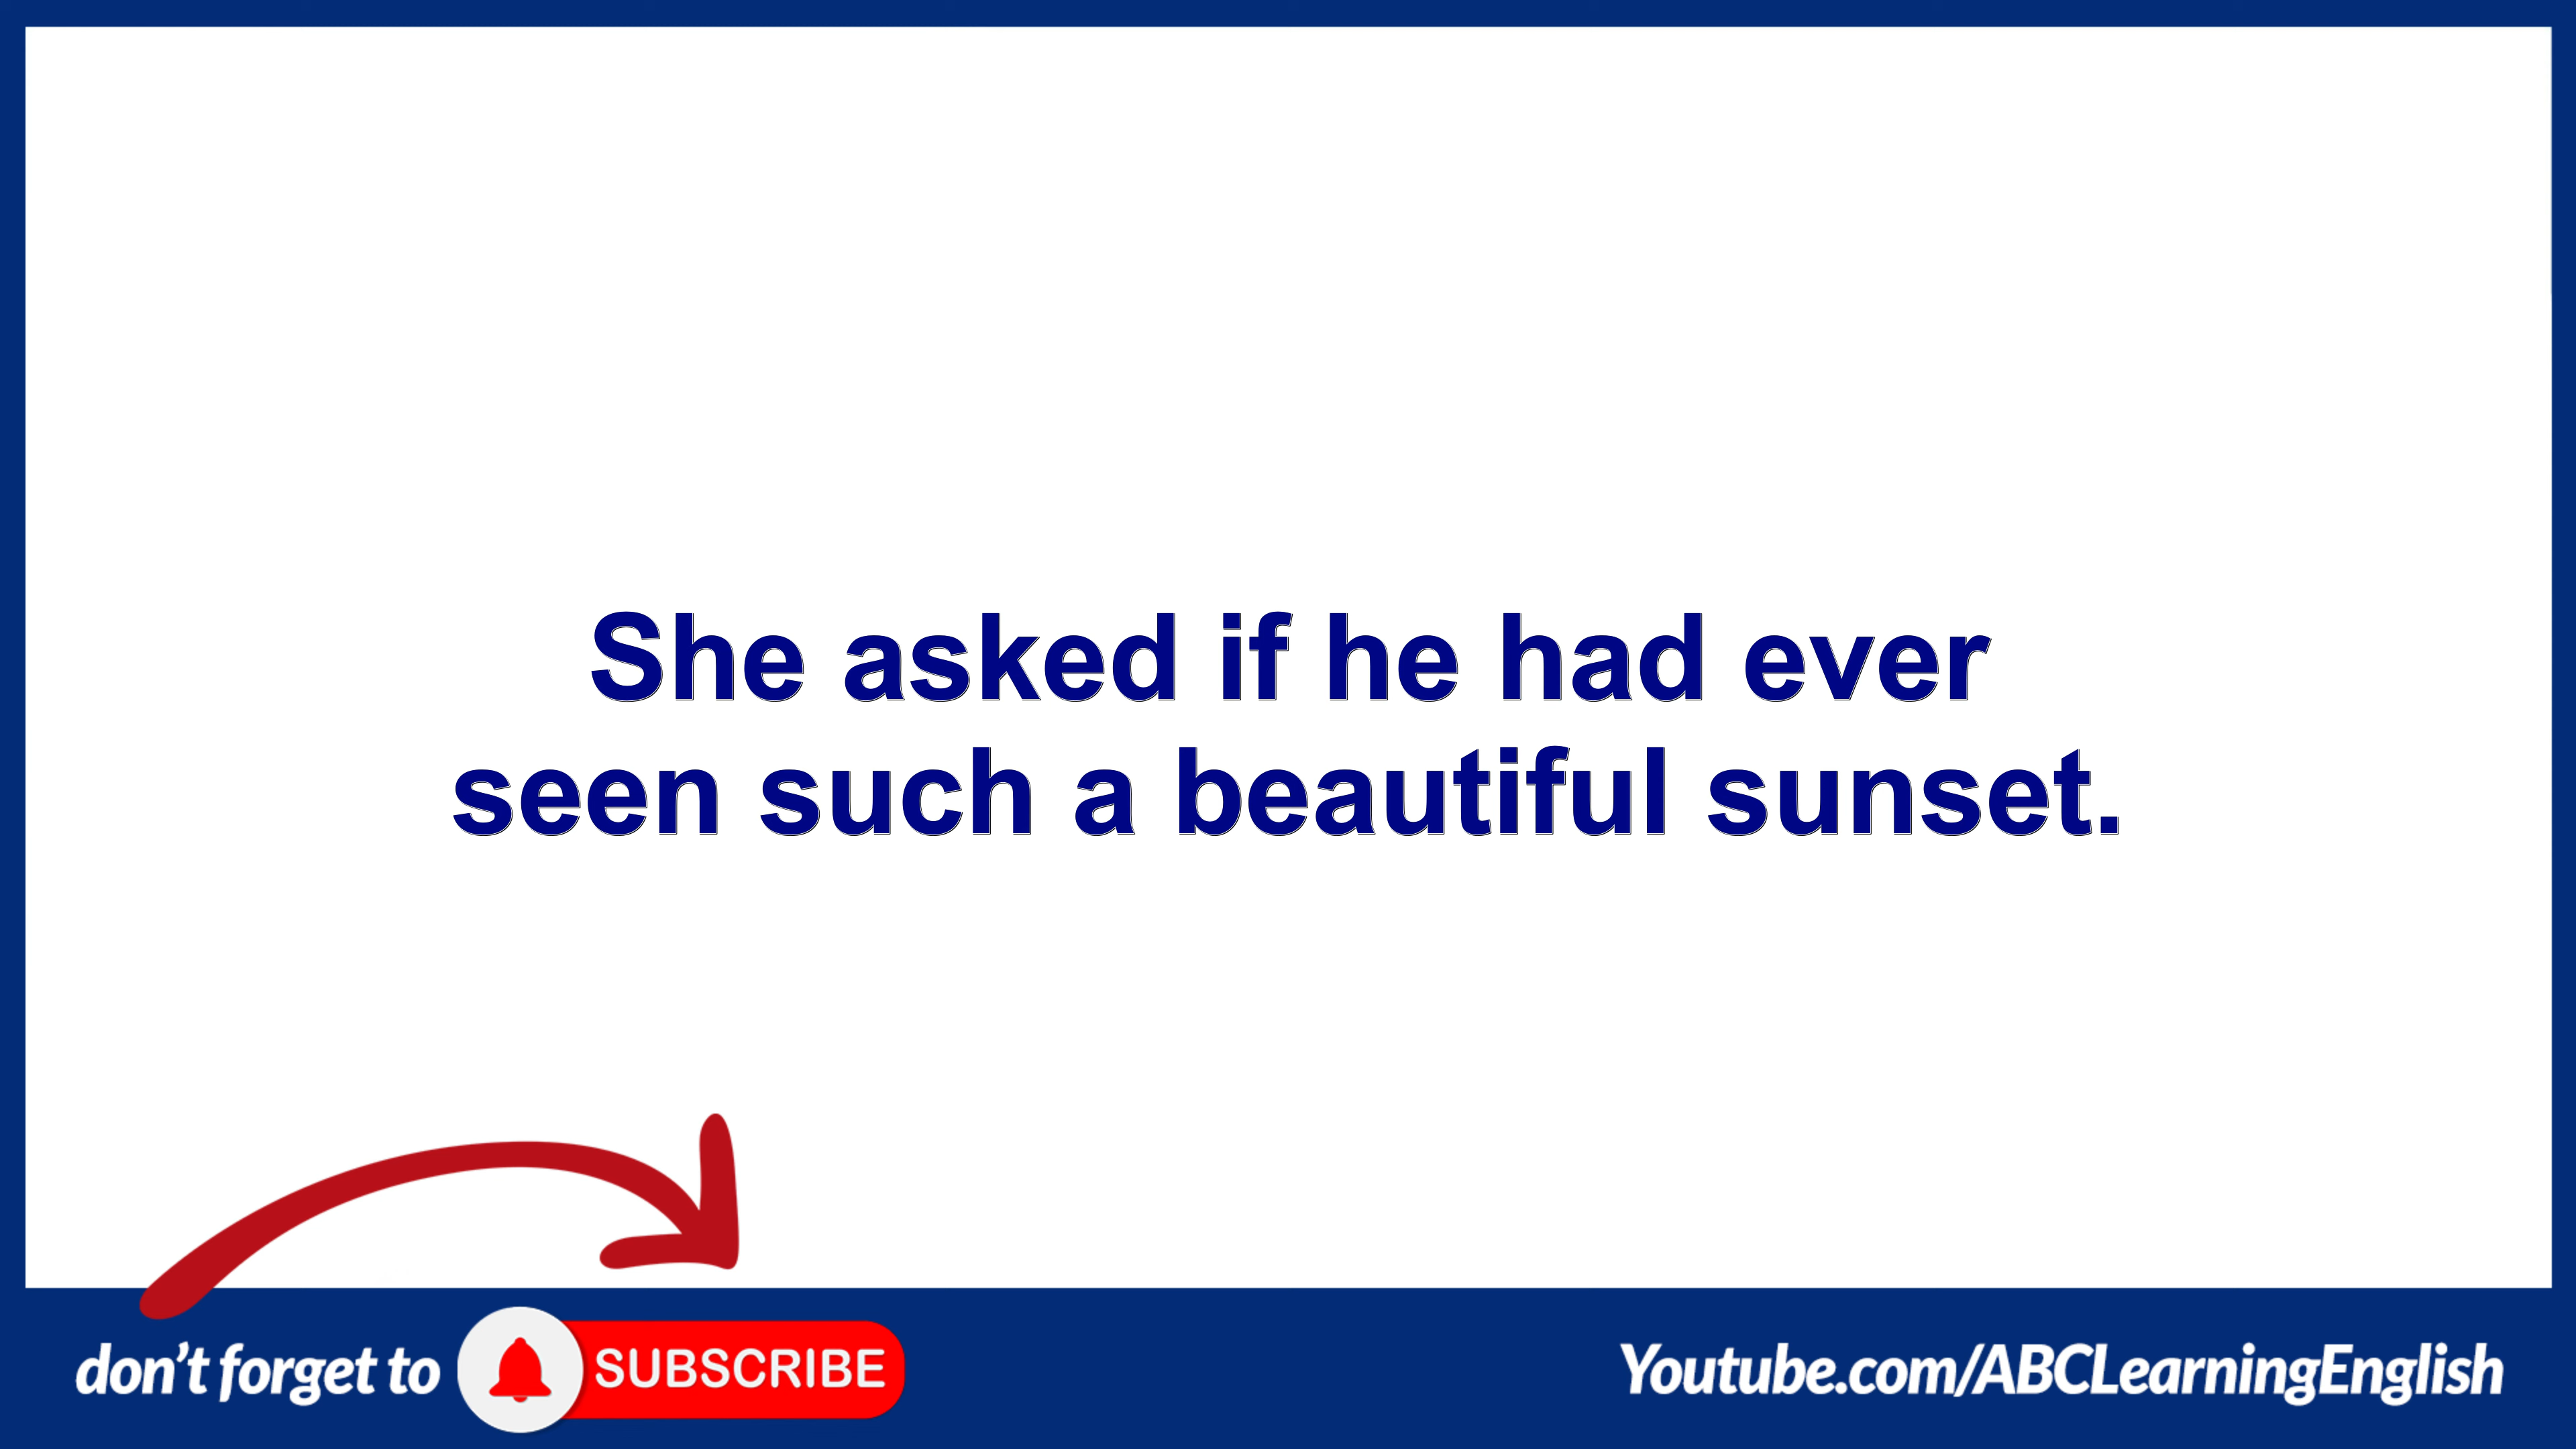 She asked if he had ever
seen such a beautiful sunset.
don't forget to SUBSCRIBE
Youtube.com/ABCLearningEnglish